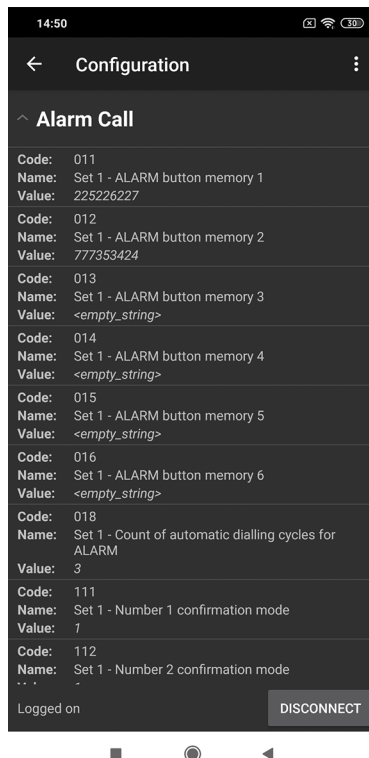 14:50
30
Configuration
Alarm Call
Code: 011
Name: Set 1 - ALARM button memory 1
Value: 225226227
Code: 012
Name: Set 1 - ALARM button memory 2
Value: 777353424
Code: 013
Name: Set 1 - ALARM button memory 3
Value: <empty_string>
Code: 014
Name: Set 1 - ALARM button memory 4
Value: <empty_string>
Code: 015
Name: Set 1 - ALARM button memory 5
Value: <empty_string>
Code: 016
Name: Set 1 - ALARM button memory 6
Value: <empty_string>
Code: 018
Name: Set 1 - Count of automatic dialling cycles for
ALARM
Value: 3
Code: 111
Name: Set 1 - Number 1 confirmation mode
Value: 1
Code: 112
Name: Set 1 - Number 2 confirmation mode
Logged on
DISCONNECT